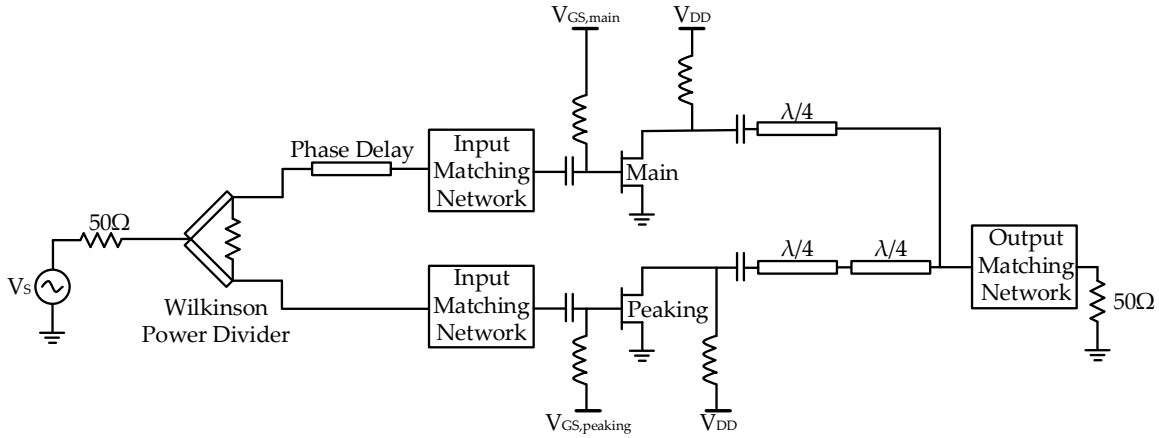 V_GS,main
V_DD
λ/4
Phase Delay
Input
Matching
Network
Main
50Ω
V_S
Wilkinson
Power Divider
Input
Matching
Network
Peaking
λ/4
λ/4
Output
Matching
Network
50Ω
V_GS,peaking
V_DD